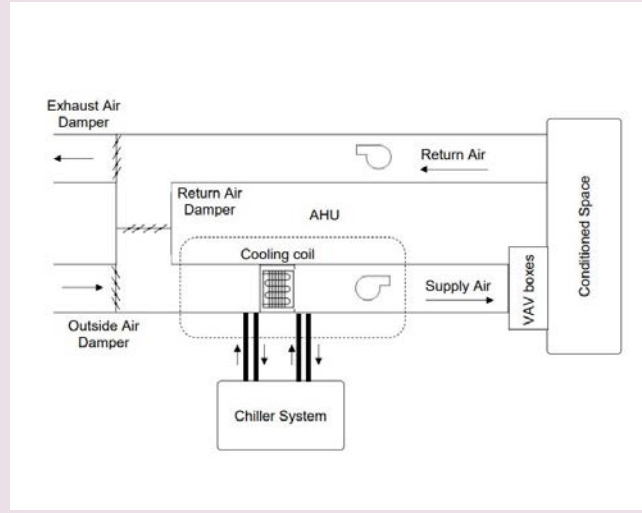 Exhaust Air
Damper
Return Air
Return Air
Damper
AHU
Cooling coil
Supply Air
VAV boxes
Conditioned Space
Outside Air
Damper
Chiller System